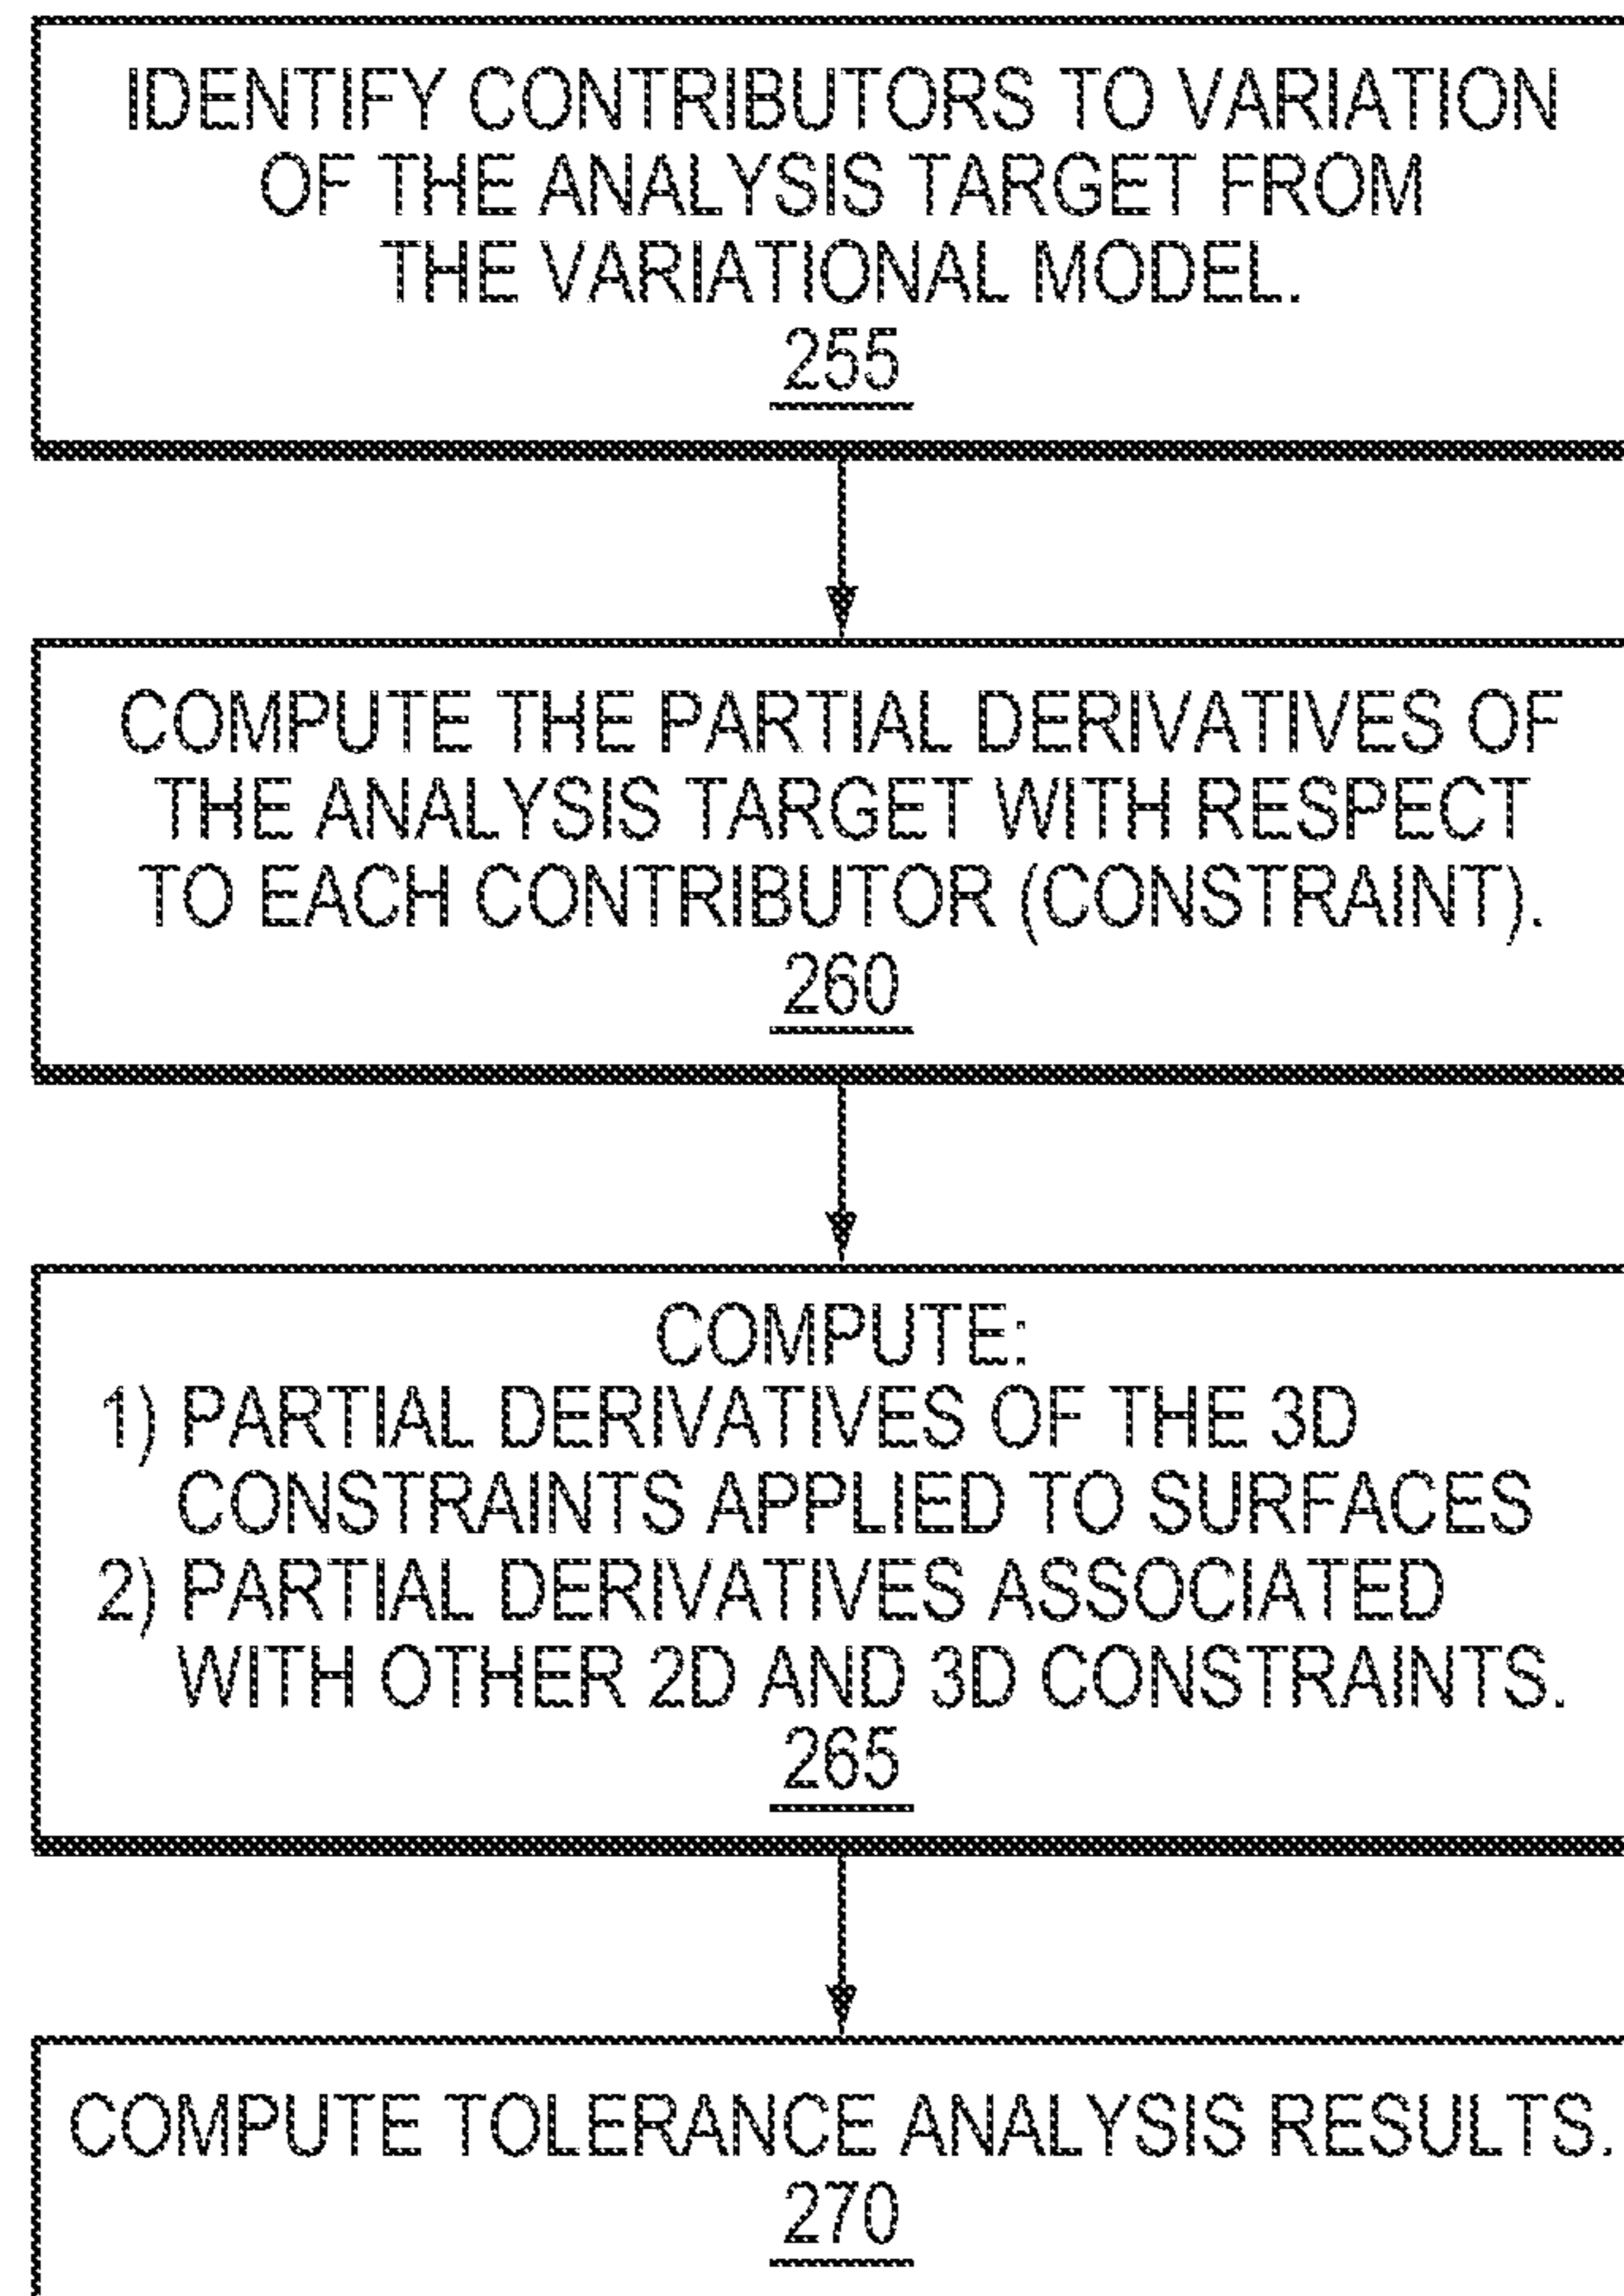 IDENTIFY CONTRIBUTORS TO VARIATION
OF THE ANALYSIS TARGET FROM
THE VARIATIONAL MODEL.
255
COMPUTE THE PARTIAL DERIVATIVES OF
THE ANALYSIS TARGET WITH RESPECT
TO EACH CONTRIBUTOR (CONSTRAINT).
260
COMPUTE:
1) PARTIAL DERIVATIVES OF THE 3D
CONSTRAINTS APPLIED TO SURFACES
2) PARTIAL DERIVATIVES ASSOCIATED
WITH OTHER 2D AND 3D CONSTRAINTS.
265
COMPUTE TOLERANCE ANALYSIS RESULTS.
270